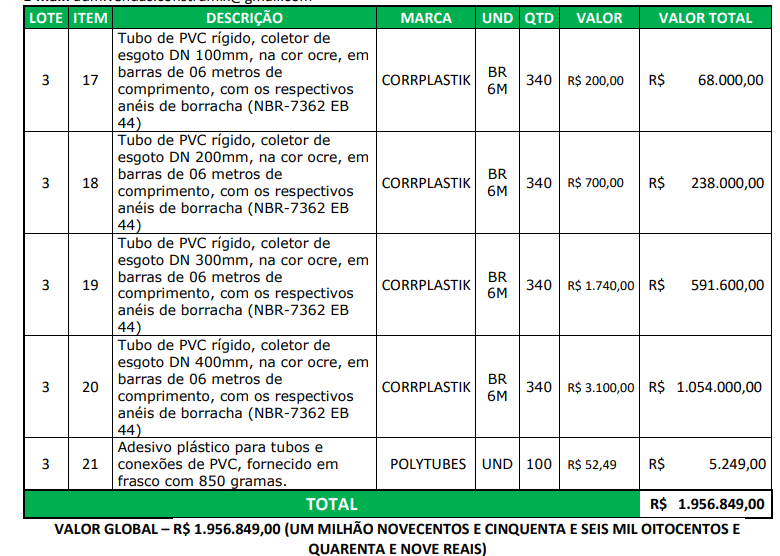 LOTE ITEM DESCRIÇÃO MARCA UND QTD VALOR VALOR TOTAL
Tubo de PVC rígido, coletor de
esgoto DN 100mm, na cor ocre, em
barras de 06 metros de
comprimento, com os respectivos
anéis de borracha (NBR-7362 EB
44)
3 17 CORRPLASTIK BR 6M 340 R$ 200,00 R$ 68.000,00
Tubo de PVC rígido, coletor de
esgoto DN 200mm, na cor ocre, em
barras de 06 metros de
comprimento, com os respectivos
anéis de borracha (NBR-7362 EB
44)
3 18 CORRPLASTIK BR 6M 340 R$ 700,00 R$ 238.000,00
Tubo de PVC rígido, coletor de
esgoto DN 300mm, na cor ocre, em
barras de 06 metros de
comprimento, com os respectivos
anéis de borracha (NBR-7362 EB
44)
3 19 CORRPLASTIK BR 6M 340 R$ 1.740,00 R$ 591.600,00
Tubo de PVC rígido, coletor de
esgoto DN 400mm, na cor ocre, em
barras de 06 metros de
comprimento, com os respectivos
anéis de borracha (NBR-7362 EB
44)
3 20 CORRPLASTIK BR 6M 340 R$ 3.100,00 R$ 1.054.000,00
Adesivo plástico para tubos e
conexões de PVC, fornecido em
frasco com 850 gramas.
3 21 POLYTUBES UND 100 R$ 52,49 R$ 5.249,00
TOTAL R$ 1.956.849,00
VALOR GLOBAL – R$ 1.956.849,00 (UM MILHÃO NOVECENTOS E CINQUENTA E SEIS MIL OITOCENTOS E
QUARENTA E NOVE REAIS)